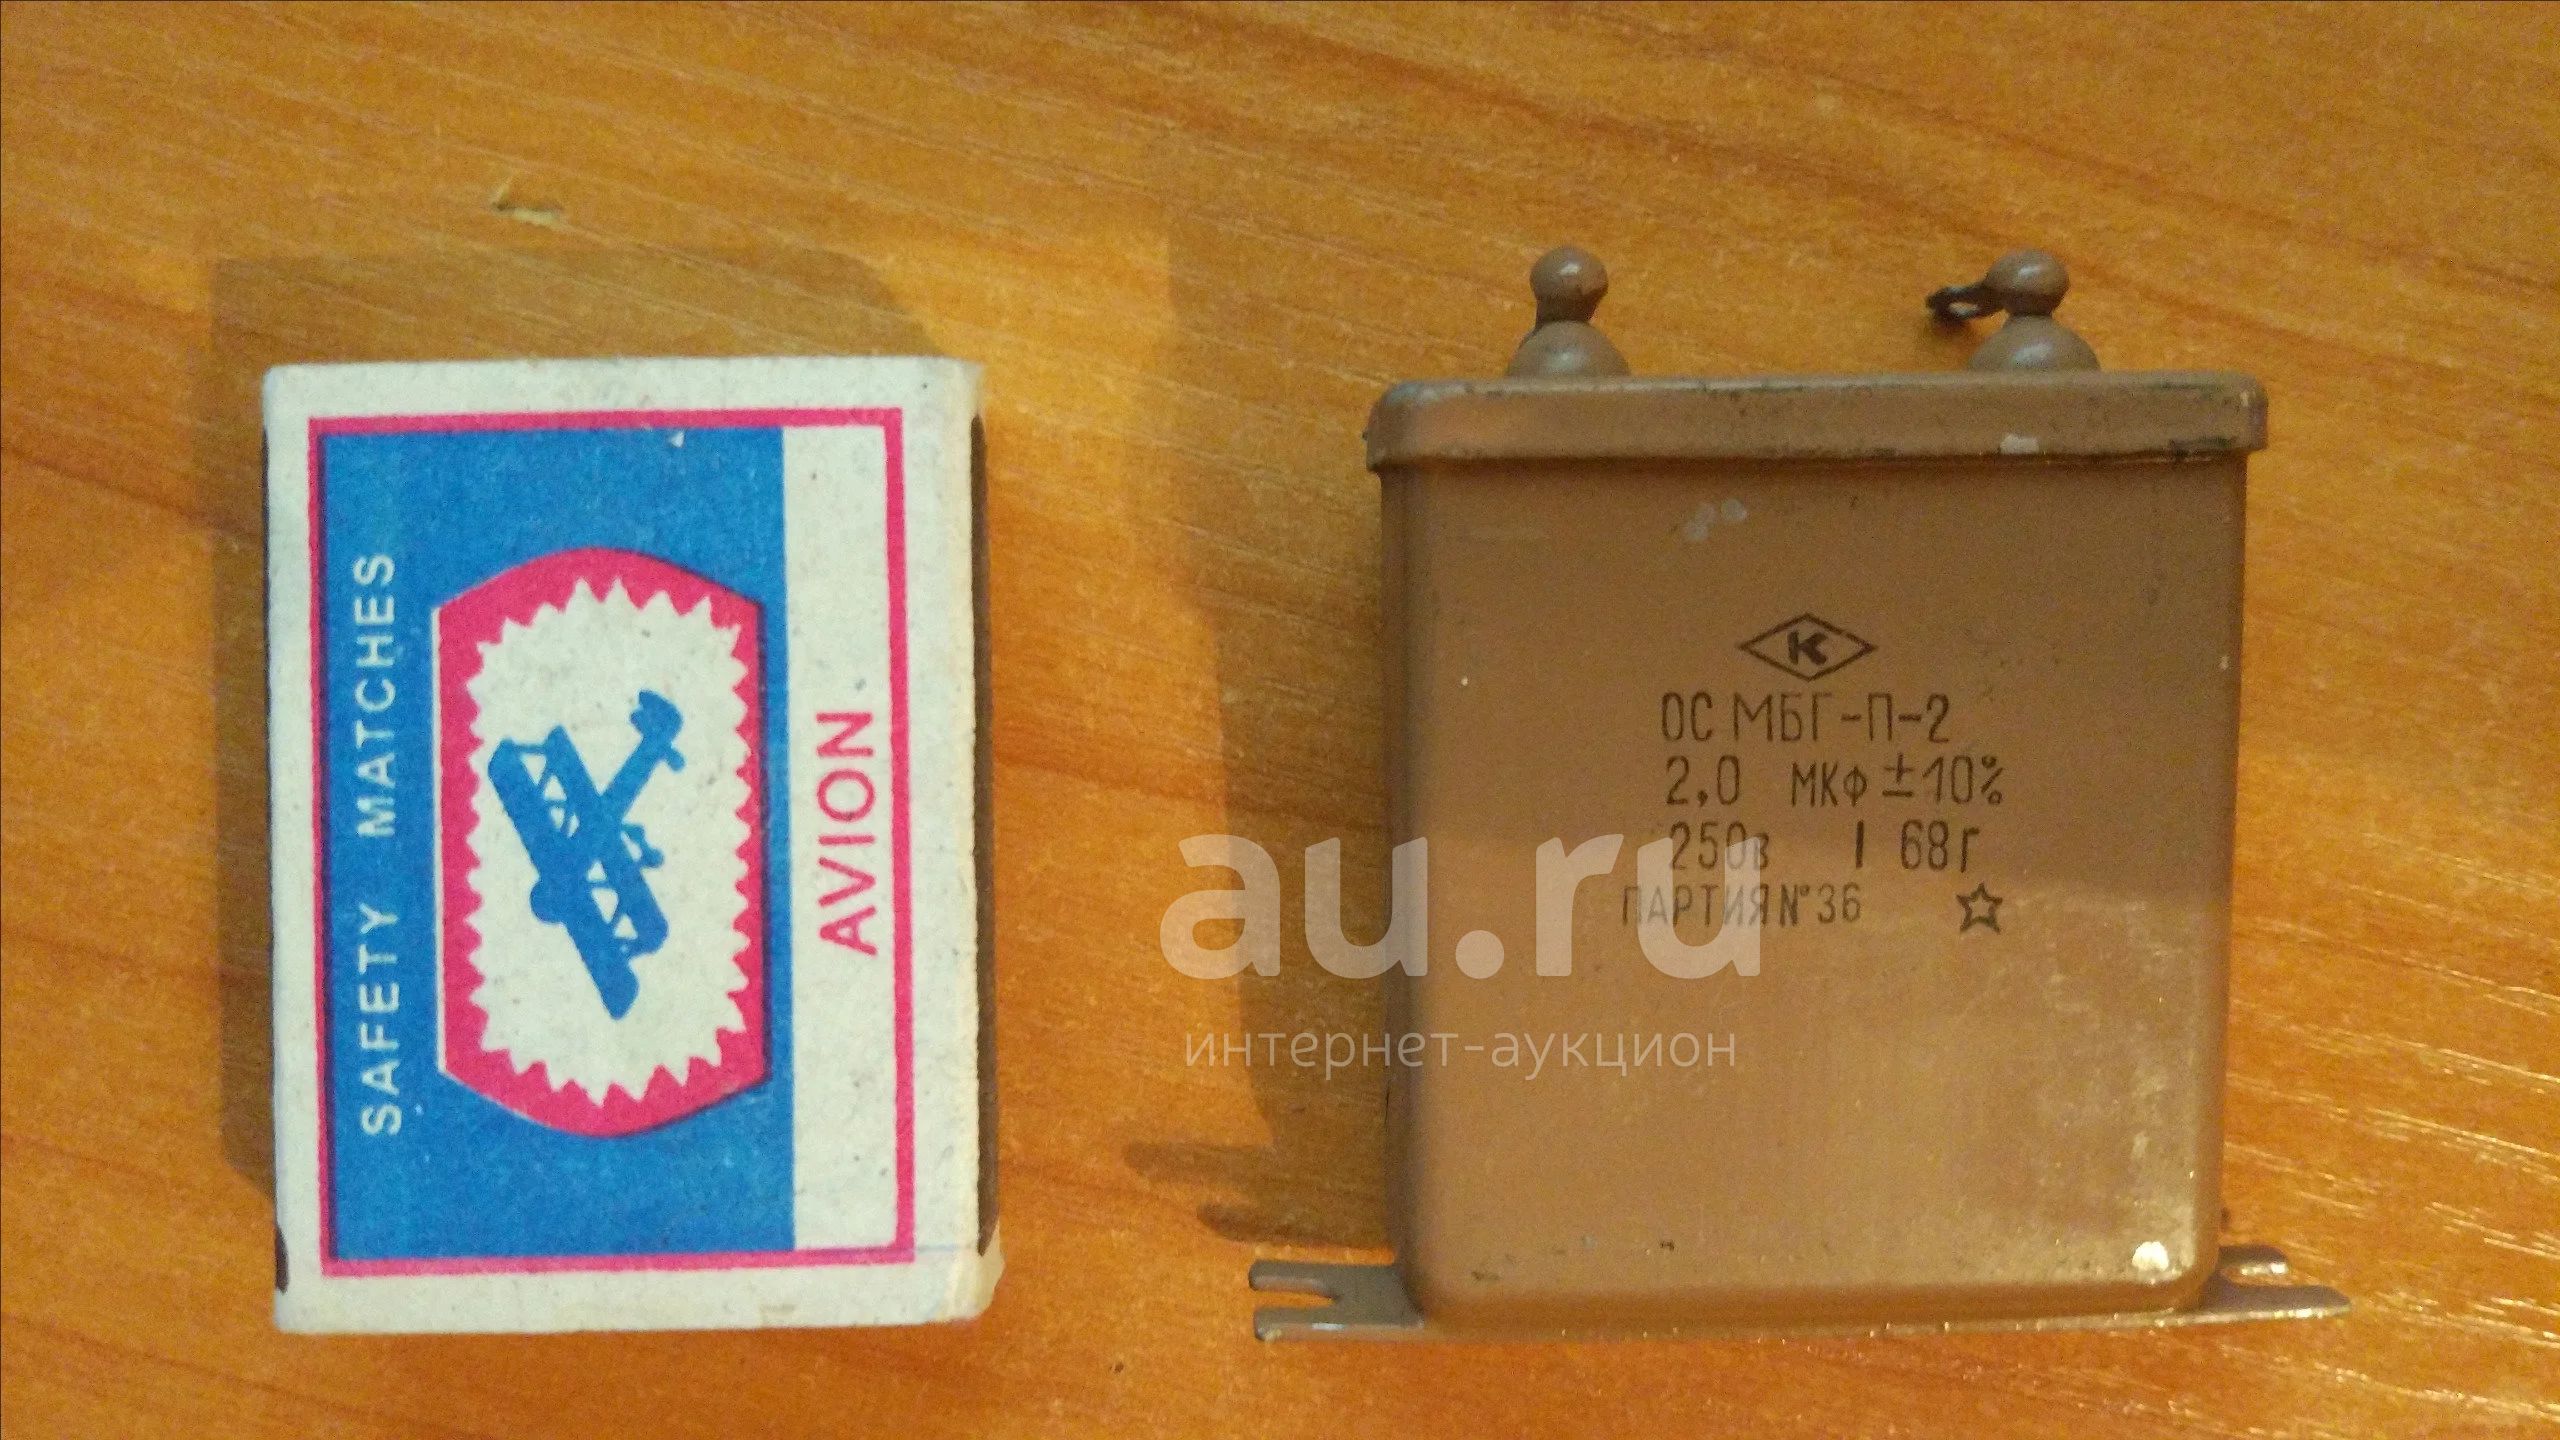 SAFETY MATCHES
AVION
К
ОС МБГ-П-2
2,0 МКФ ±10%
250в I 68г
ПАРТИЯ №36
au.ru
интернет-аукцион